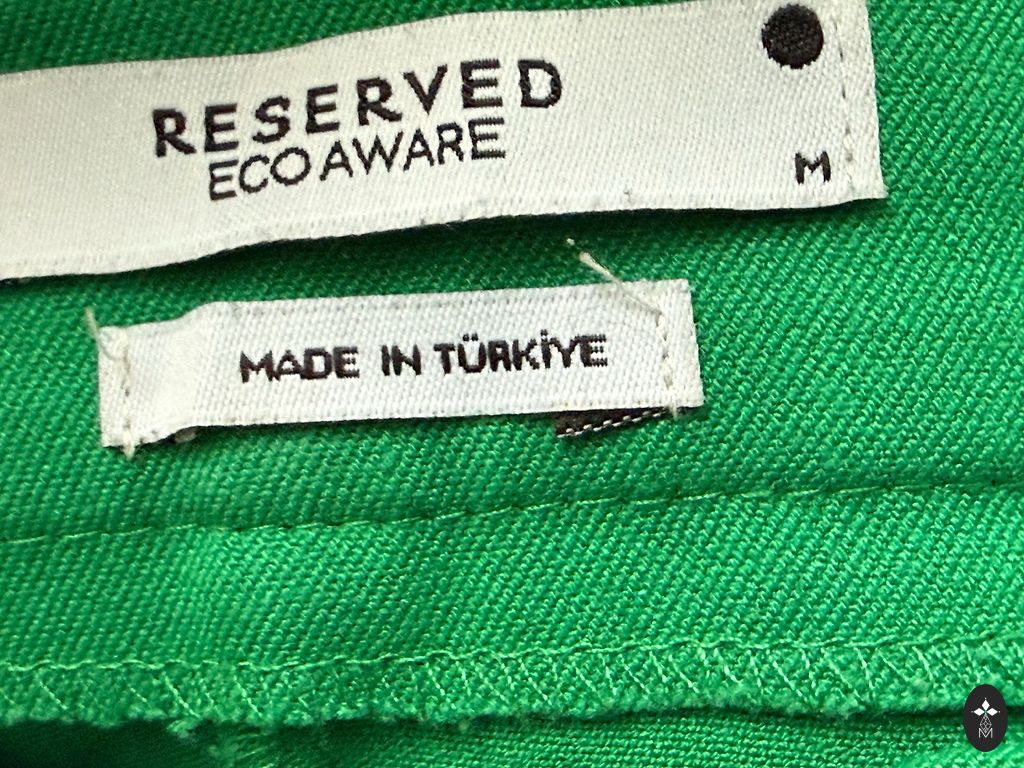 RESERVED
ECO AWARE
M
MADE IN TÜRKİYE
M